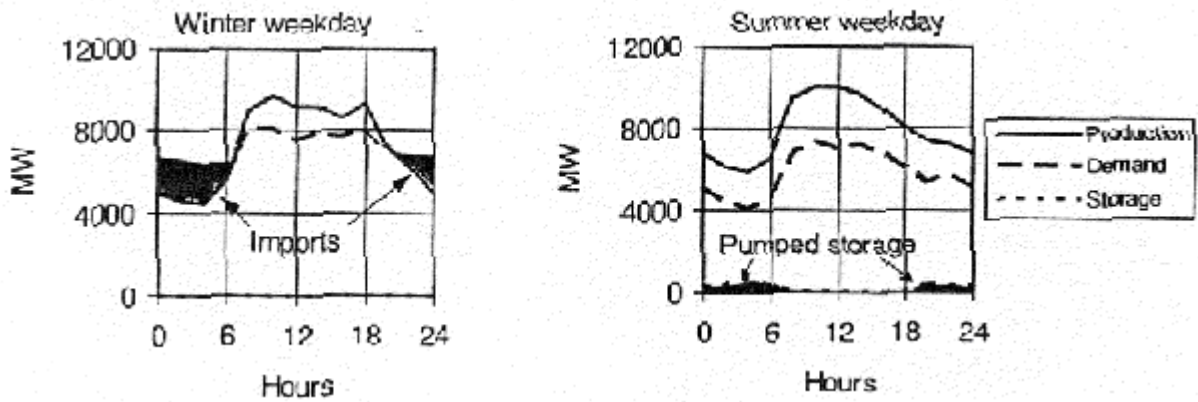 Winter weekday
12000
8000
4000
0
MW
Imports
0 6 12 18 24
Hours
Summer weekday
12000
8000
4000
0
MW
Pumped storage
0 6 12 18 24
Hours
Production
Demand
Storage